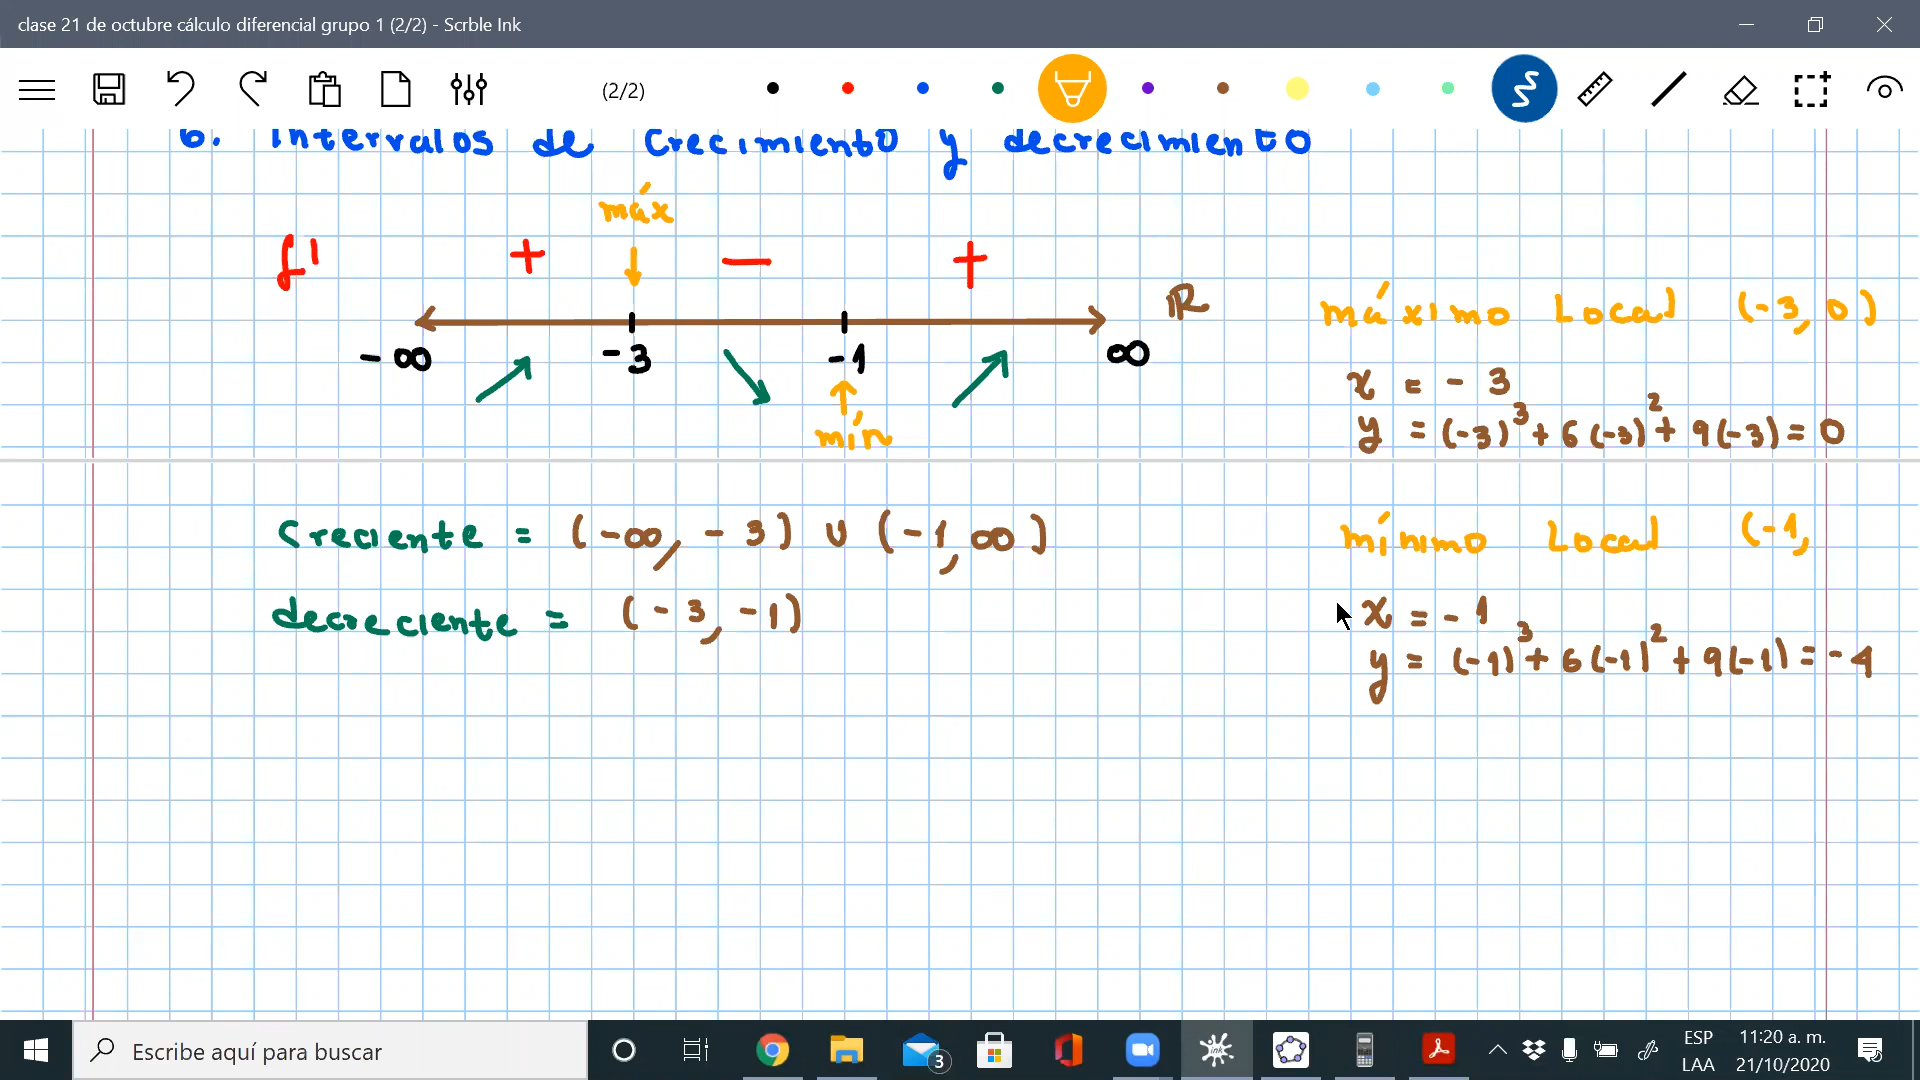 clase 21 de octubre cálculo diferencial grupo 1 (2/2) - Scrble Ink
(2/2)
6. Intervalos de crecimiento y decrecimiento
máx
f' + − +
ℝ
-∞ -3 -1 ∞
mín
creciente = (-∞, -3) ∪ (-1, ∞)
decreciente = (-3, -1)
máximo Local (-3, 0)
x = -3
y = (-3)³ + 6(-3)² + 9(-3) = 0
mínimo Local (-1,
x = -1
y = (-1)³ + 6(-1)² + 9(-1) = -4
Escribe aquí para buscar
3
ink
ESP
LAA
11:20 a. m.
21/10/2020